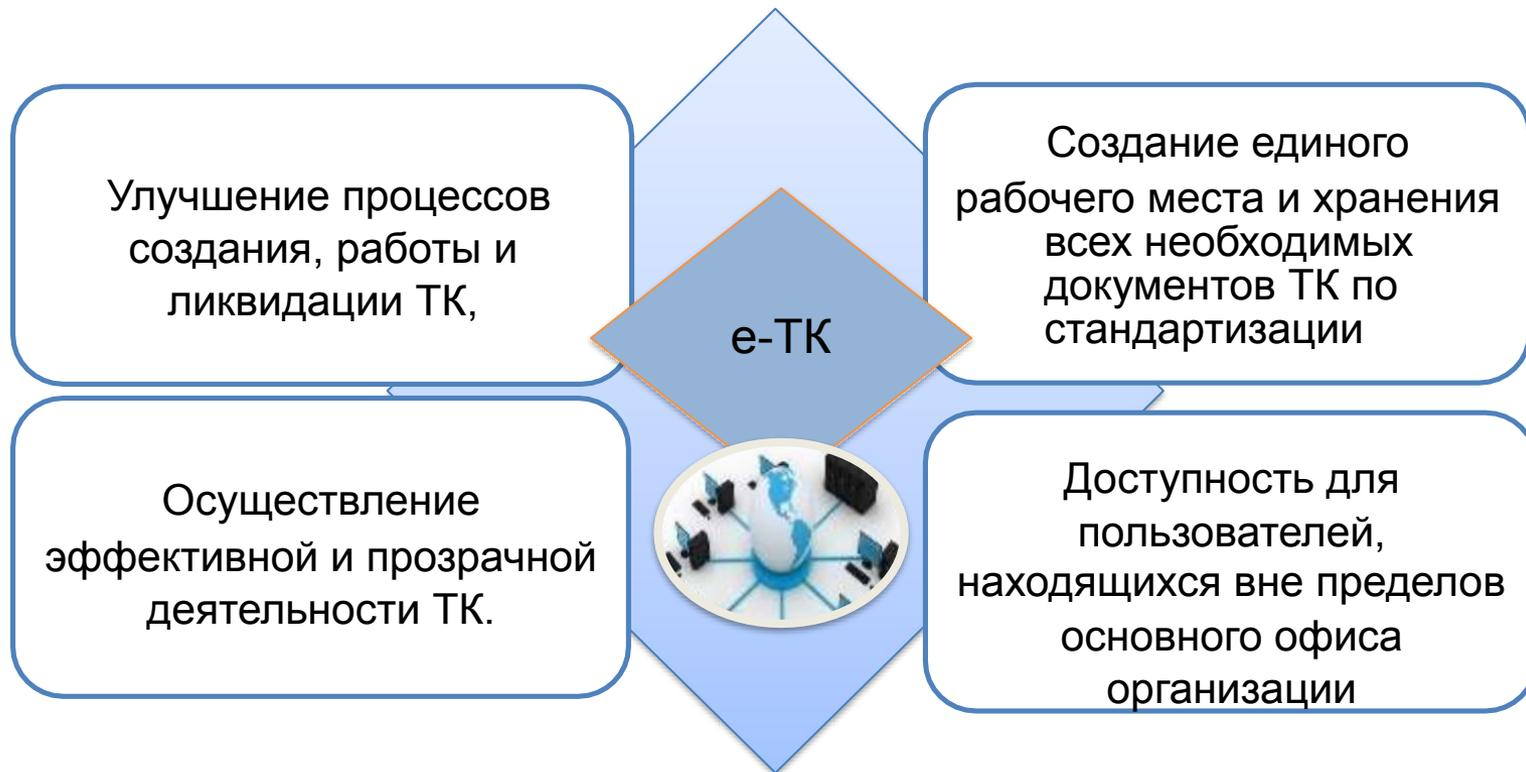 Улучшение процессов
создания, работы и
ликвидации ТК,
Создание единого
рабочего места и хранения
всех необходимых
документов ТК по
стандартизации
е-ТК
Осуществление
эффективной и прозрачной
деятельности ТК.
Доступность для
пользователей,
находящихся вне пределов
основного офиса
организации